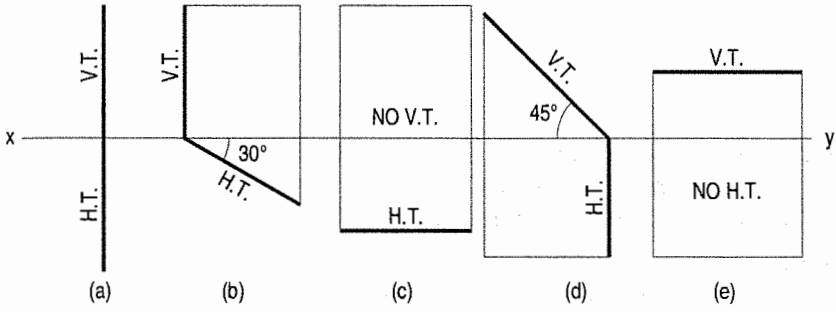 V.T.
V.T.
V.T.
V.T.
NO V.T.
45°
x
y
30°
H.T.
H.T.
H.T.
H.T.
NO H.T.
(a)
(b)
(c)
(d)
(e)